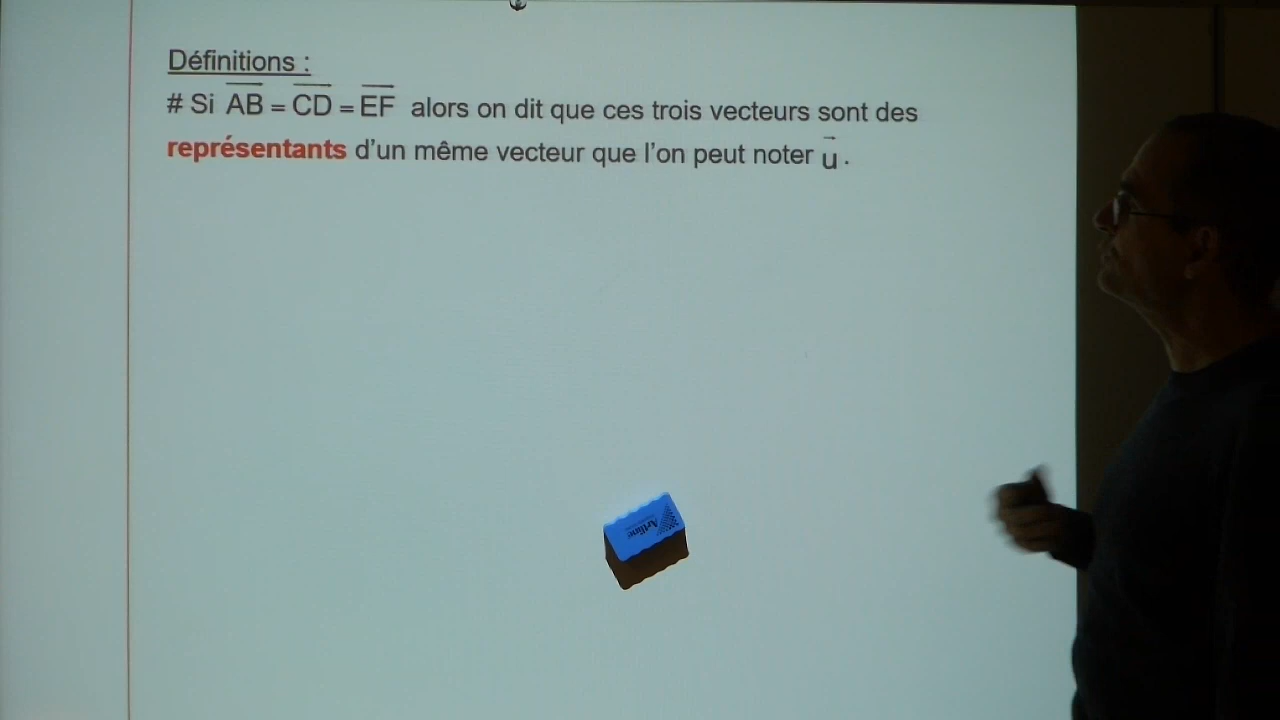 Définitions :
# Si AB = CD = EF alors on dit que ces trois vecteurs sont des
représentants d'un même vecteur que l'on peut noter u .
Artline